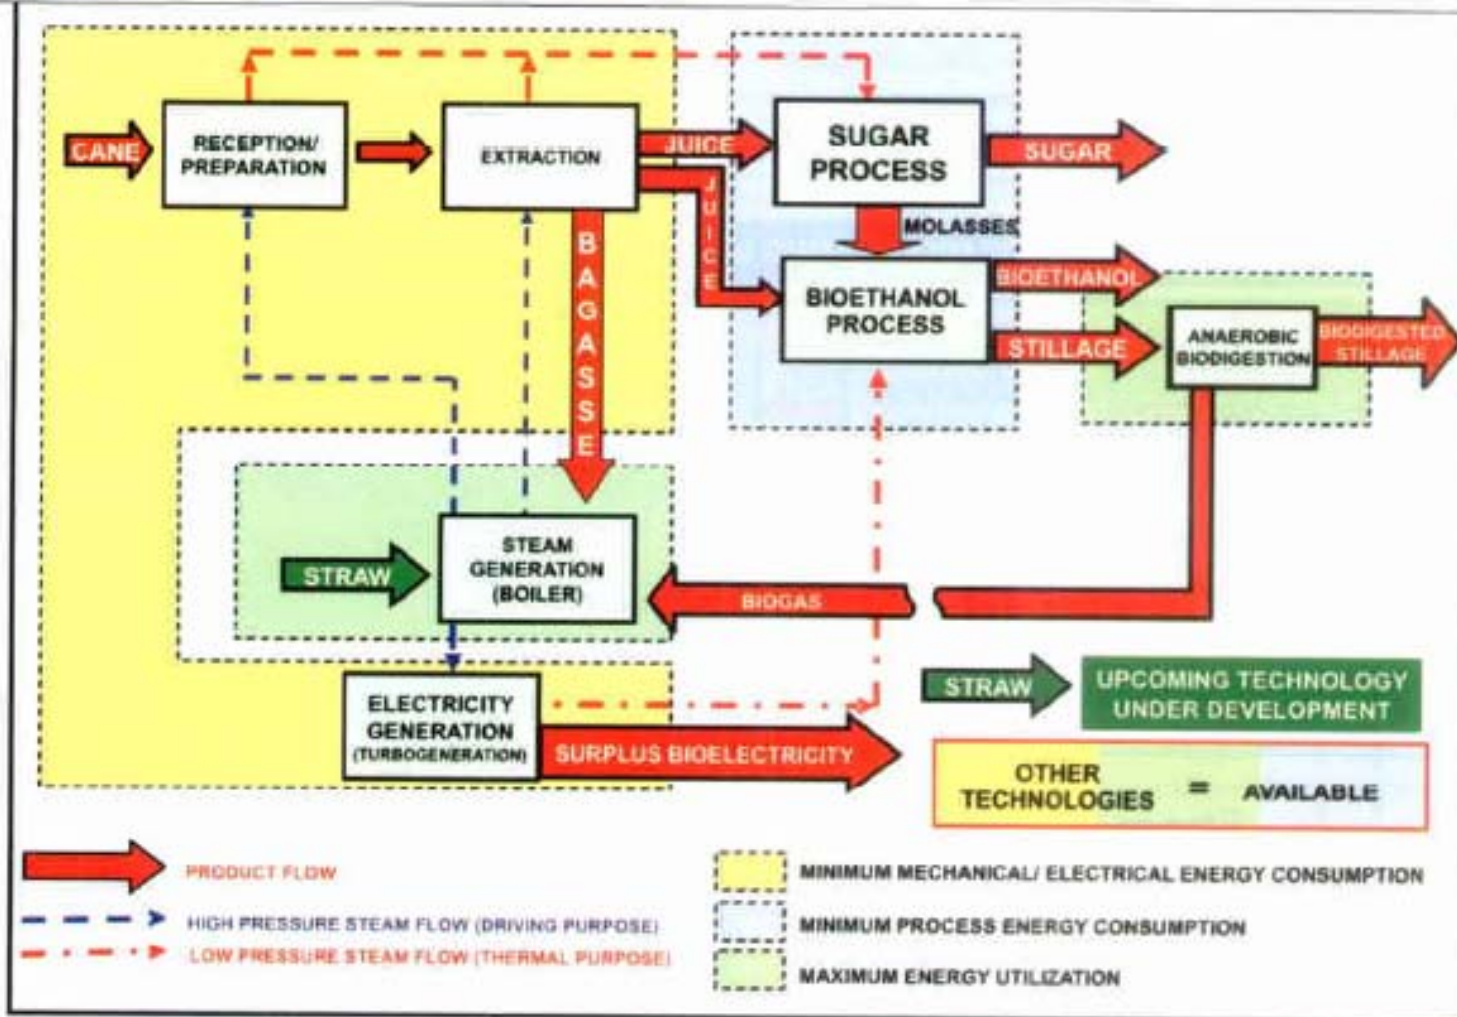 CANE
RECEPTION/
PREPARATION
EXTRACTION
JUICE
SUGAR
PROCESS
SUGAR
JUICE
BAGASSE
MOLASSES
BIOETHANOL
PROCESS
BIOETHANOL
STILLAGE
ANAEROBIC
BIODIGESTION
BIODIGESTED
STILLAGE
STRAW
STEAM
GENERATION
(BOILER)
BIOGAS
ELECTRICITY
GENERATION
(TURBOGENERATION)
SURPLUS BIOELECTRICITY
STRAW
UPCOMING TECHNOLOGY
UNDER DEVELOPMENT
OTHER
TECHNOLOGIES = AVAILABLE
PRODUCT FLOW
HIGH PRESSURE STEAM FLOW (DRIVING PURPOSE)
LOW PRESSURE STEAM FLOW (THERMAL PURPOSE)
MINIMUM MECHANICAL/ ELECTRICAL ENERGY CONSUMPTION
MINIMUM PROCESS ENERGY CONSUMPTION
MAXIMUM ENERGY UTILIZATION